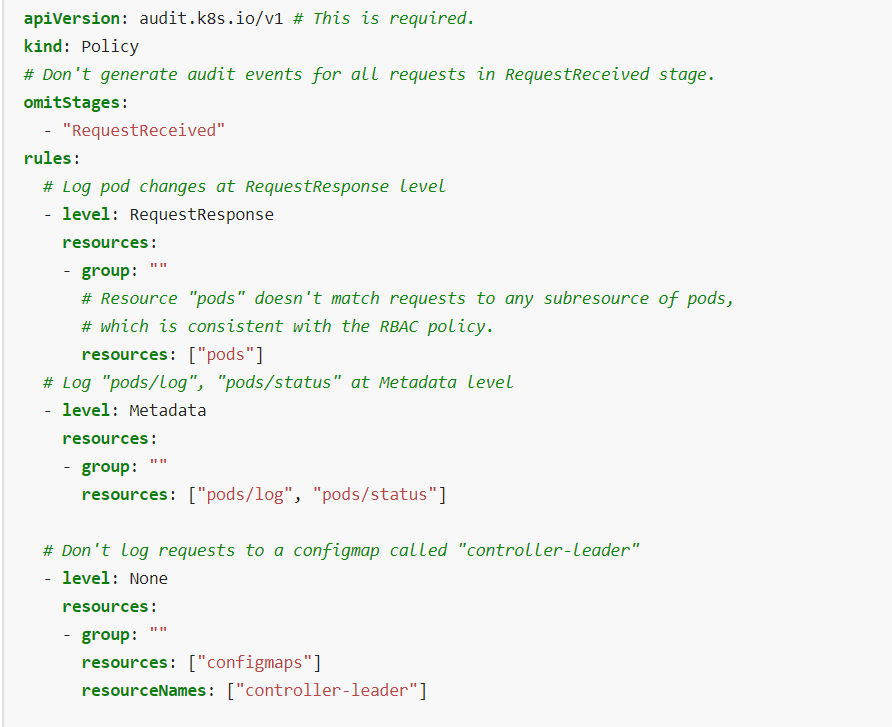 apiVersion: audit.k8s.io/v1 # This is required.
kind: Policy
# Don't generate audit events for all requests in RequestReceived stage.
omitStages:
  - "RequestReceived"
rules:
  # Log pod changes at RequestResponse level
  - level: RequestResponse
    resources:
    - group: ""
      # Resource "pods" doesn't match requests to any subresource of pods,
      # which is consistent with the RBAC policy.
      resources: ["pods"]
  # Log "pods/log", "pods/status" at Metadata level
  - level: Metadata
    resources:
    - group: ""
      resources: ["pods/log", "pods/status"]

  # Don't log requests to a configmap called "controller-leader"
  - level: None
    resources:
    - group: ""
      resources: ["configmaps"]
      resourceNames: ["controller-leader"]